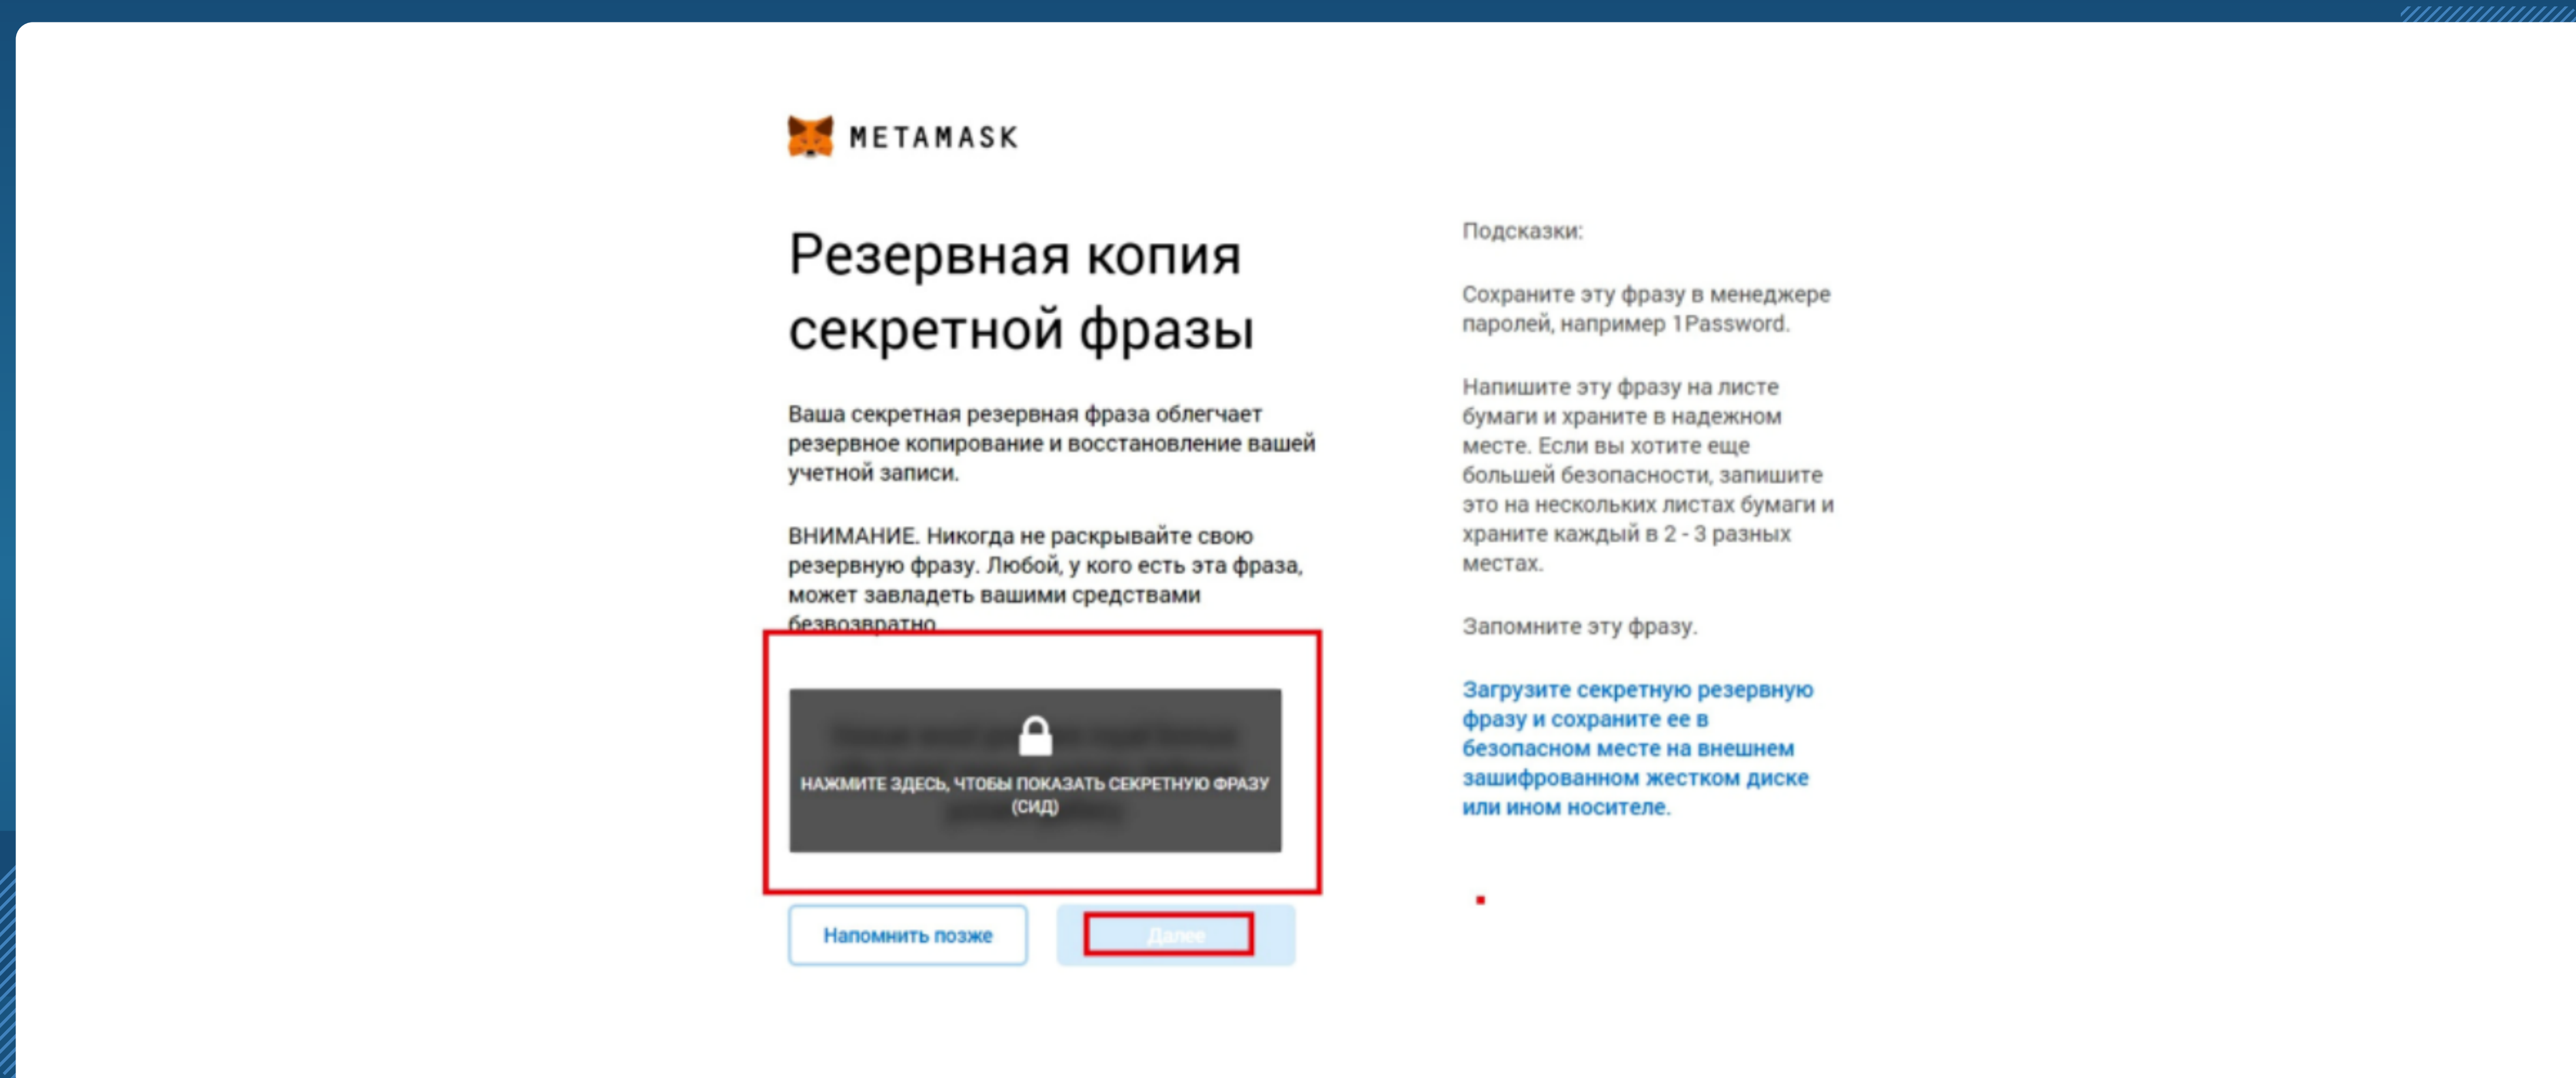 METAMASK
Резервная копия
секретной фразы
Ваша секретная резервная фраза облегчает
резервное копирование и восстановление вашей
учетной записи.
ВНИМАНИЕ. Никогда не раскрывайте свою
резервную фразу. Любой, у кого есть эта фраза,
может завладеть вашими средствами
безвозвратно
НАЖМИТЕ ЗДЕСЬ, ЧТОБЫ ПОКАЗАТЬ СЕКРЕТНУЮ ФРАЗУ
(СИД)
Напомнить позже
Далее
Подсказки:
Сохраните эту фразу в менеджере
паролей, например 1Password.
Напишите эту фразу на листе
бумаги и храните в надежном
месте. Если вы хотите еще
большей безопасности, запишите
это на нескольких листах бумаги и
храните каждый в 2 - 3 разных
местах.
Запомните эту фразу.
Загрузите секретную резервную
фразу и сохраните ее в
безопасном месте на внешнем
зашифрованном жестком диске
или ином носителе.